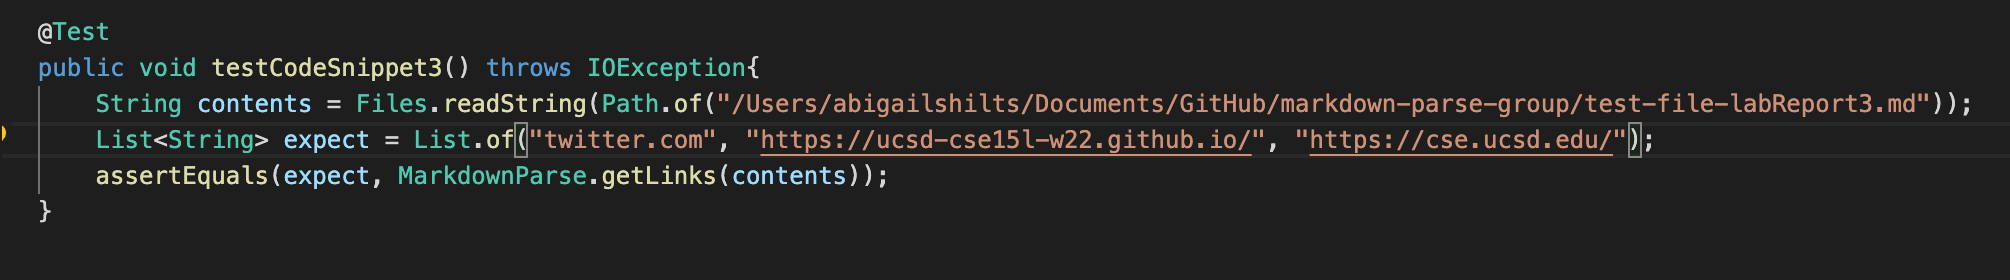 @Test
public void testCodeSnippet3() throws IOException{
String contents = Files.readString(Path.of("/Users/abigailshilts/Documents/GitHub/markdown-parse-group/test-file-labReport3.md"));
List<String> expect = List.of("twitter.com", "https://ucsd-cse15l-w22.github.io/", "https://cse.ucsd.edu/");
assertEquals(expect, MarkdownParse.getLinks(contents));
}